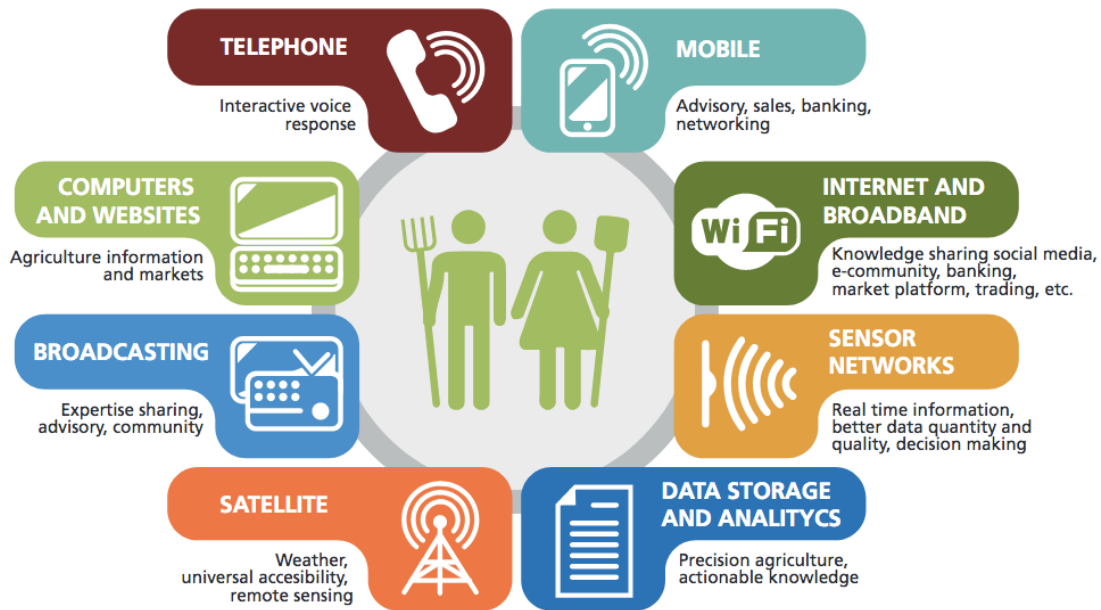 TELEPHONE
Interactive voice
response
MOBILE
Advisory, sales, banking,
networking
COMPUTERS
AND WEBSITES
Agriculture information
and markets
INTERNET AND
BROADBAND
WiFi
Knowledge sharing social media,
e-community, banking,
market platform, trading, etc.
BROADCASTING
Expertise sharing,
advisory, community
SENSOR
NETWORKS
Real time information,
better data quantity and
quality, decision making
SATELLITE
Weather,
universal accesibility,
remote sensing
DATA STORAGE
AND ANALITYCS
Precision agriculture,
actionable knowledge